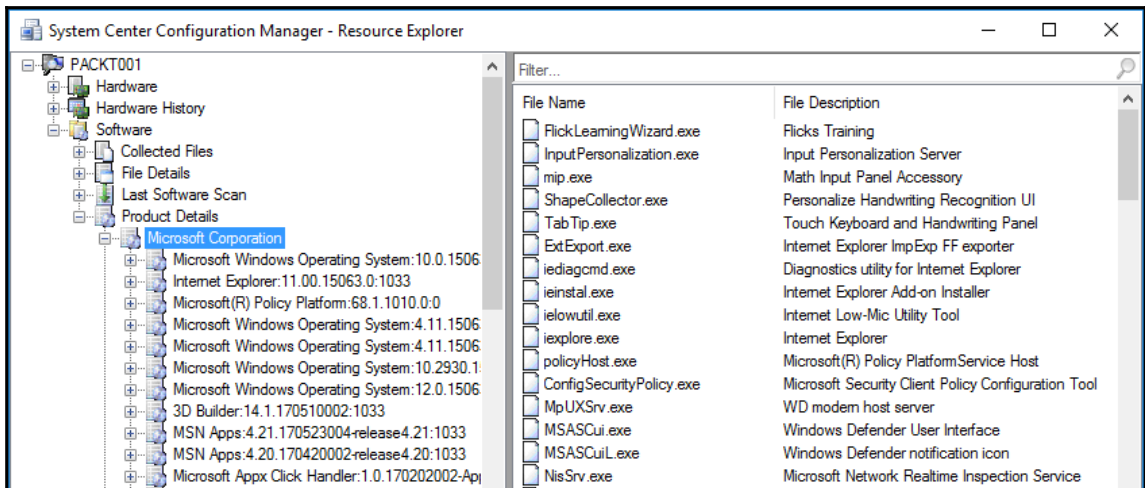 System Center Configuration Manager - Resource Explorer
PACKT001
Hardware
Hardware History
Software
Collected Files
File Details
Last Software Scan
Product Details
Microsoft Corporation
Microsoft Windows Operating System:10.0.1506
Internet Explorer:11.00.15063.0:1033
Microsoft(R) Policy Platform:68.1.1010.0:0
Microsoft Windows Operating System:4.11.1506
Microsoft Windows Operating System:4.11.1506
Microsoft Windows Operating System:10.2930.1
Microsoft Windows Operating System:12.0.1506
3D Builder:14.1.170510002:1033
MSN Apps:4.21.170523004-release4.21:1033
MSN Apps:4.20.170420002-release4.20:1033
Microsoft Appx Click Handler:1.0.170202002-Ap
Filter...
File Name File Description
FlickLearningWizard.exe Flicks Training
InputPersonalization.exe Input Personalization Server
mip.exe Math Input Panel Accessory
ShapeCollector.exe Personalize Handwriting Recognition UI
TabTip.exe Touch Keyboard and Handwriting Panel
ExtExport.exe Internet Explorer ImpExp FF exporter
iediagcmd.exe Diagnostics utility for Internet Explorer
ieinstal.exe Internet Explorer Add-on Installer
ielowutil.exe Internet Low-Mic Utility Tool
iexplore.exe Internet Explorer
policyHost.exe Microsoft(R) Policy PlatformService Host
ConfigSecurityPolicy.exe Microsoft Security Client Policy Configuration Tool
MpUXSrv.exe WD modern host server
MSASCui.exe Windows Defender User Interface
MSASCuiL.exe Windows Defender notification icon
NisSrv.exe Microsoft Network Realtime Inspection Service